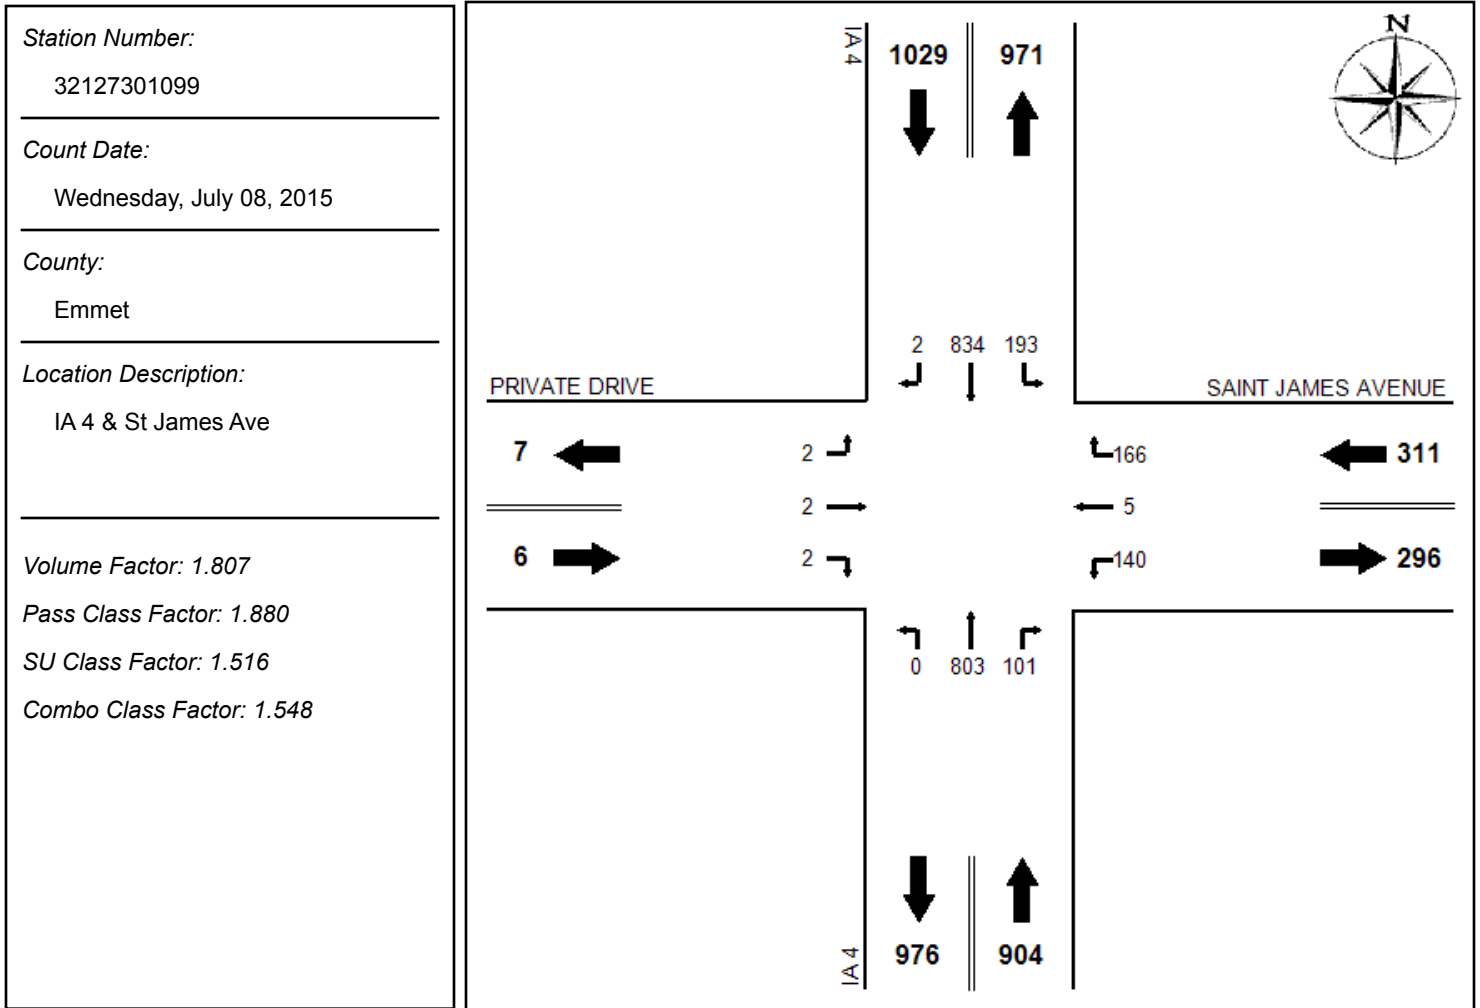 Station Number:
32127301099
Count Date:
Wednesday, July 08, 2015
County:
Emmet
Location Description:
IA 4 & St James Ave
Volume Factor: 1.807
Pass Class Factor: 1.880
SU Class Factor: 1.516
Combo Class Factor: 1.548
IA 4
1029 971
N
2 834 193
PRIVATE DRIVE
SAINT JAMES AVENUE
7 2 166 311
2 5
6 2 140 296
0 803 101
IA 4
976 904